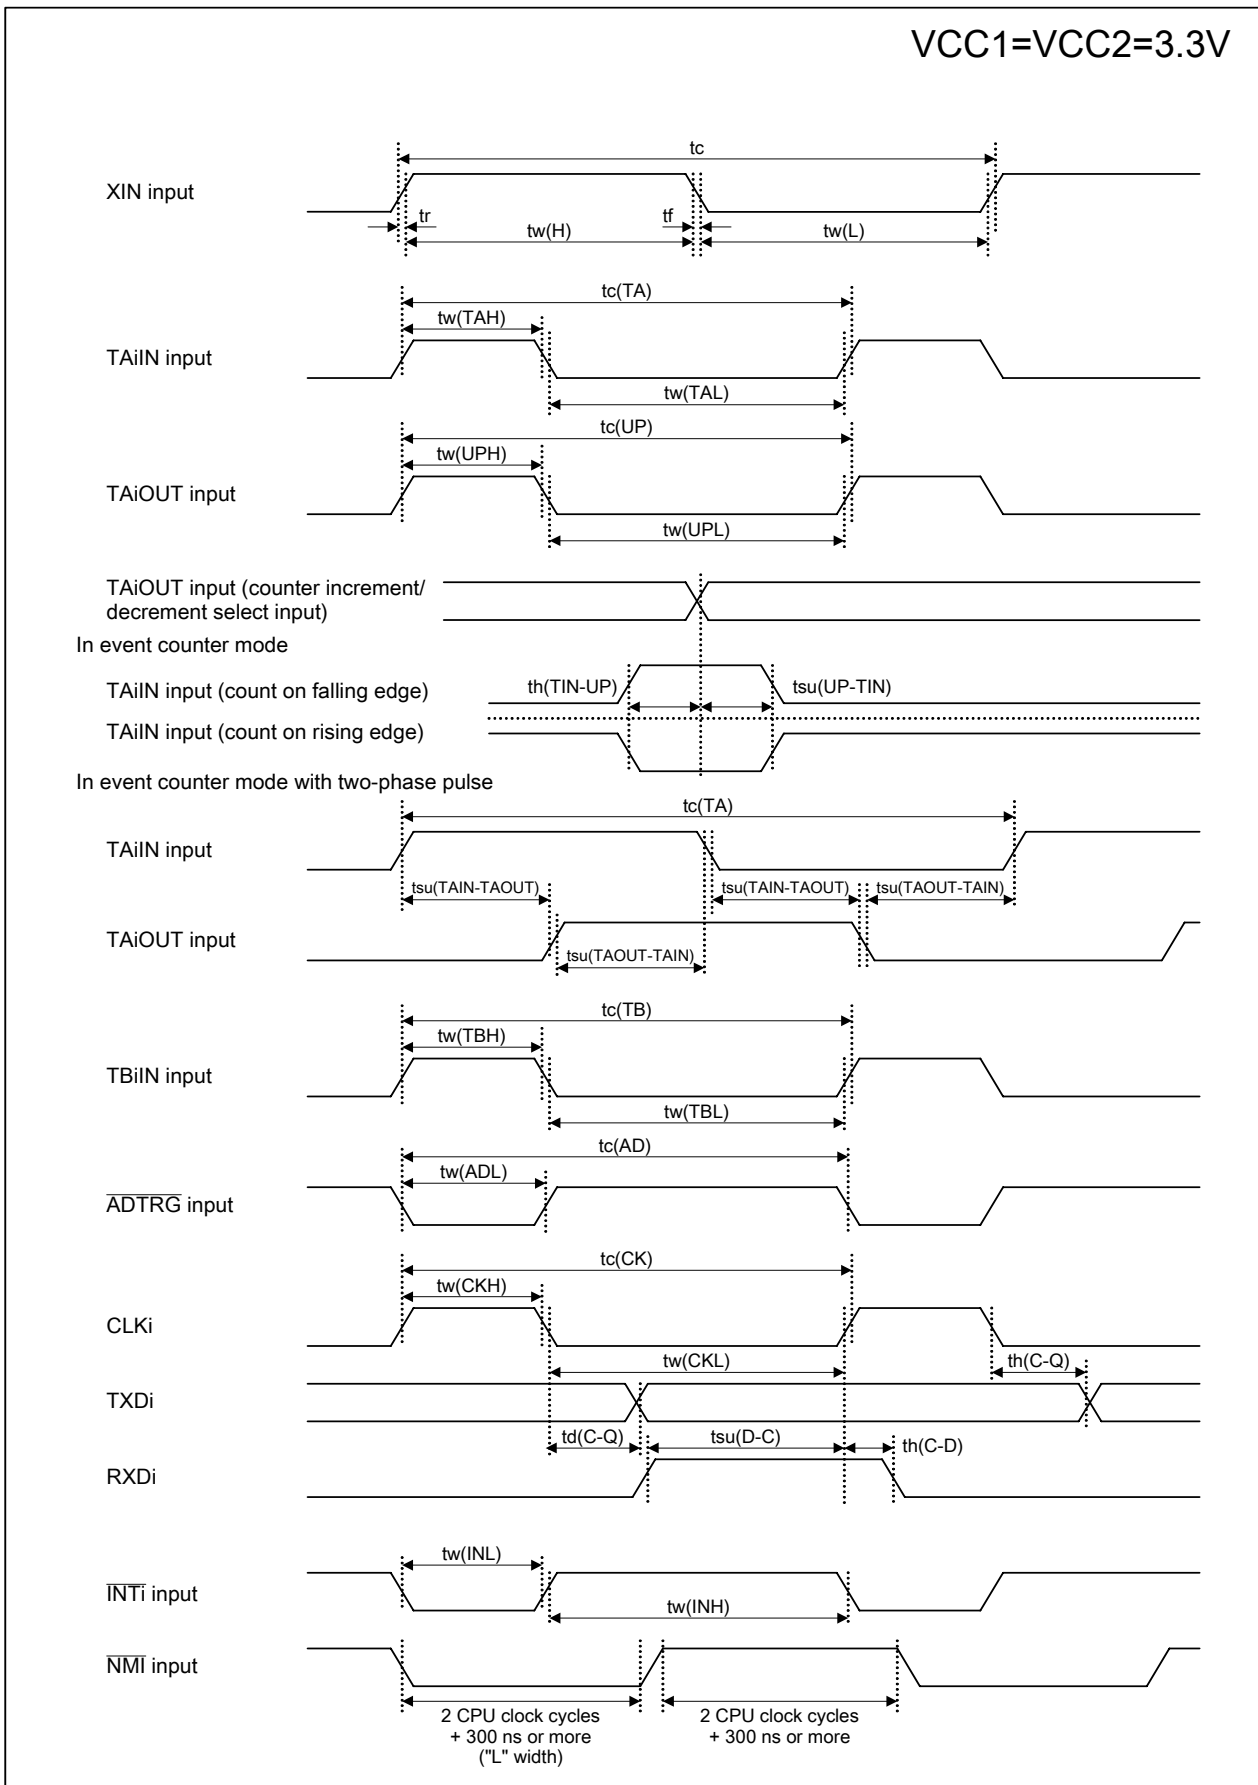 VCC1=VCC2=3.3V
tc
XIN input
tr
tf
tw(H)
tw(L)
tc(TA)
tw(TAH)
TAiIN input
tw(TAL)
tc(UP)
tw(UPH)
TAiOUT input
tw(UPL)
TAiOUT input (counter increment/
decrement select input)
In event counter mode
TAiIN input (count on falling edge)
th(TIN-UP)
tsu(UP-TIN)
TAiIN input (count on rising edge)
In event counter mode with two-phase pulse
tc(TA)
TAiIN input
tsu(TAIN-TAOUT)
tsu(TAIN-TAOUT)
tsu(TAOUT-TAIN)
TAiOUT input
tsu(TAOUT-TAIN)
tc(TB)
tw(TBH)
TBiIN input
tw(TBL)
tc(AD)
tw(ADL)
ADTRG input
tc(CK)
tw(CKH)
CLKi
tw(CKL)
th(C-Q)
TXDi
td(C-Q)
tsu(D-C)
th(C-D)
RXDi
tw(INL)
INTi input
tw(INH)
NMI input
2 CPU clock cycles
+ 300 ns or more
("L" width)
2 CPU clock cycles
+ 300 ns or more